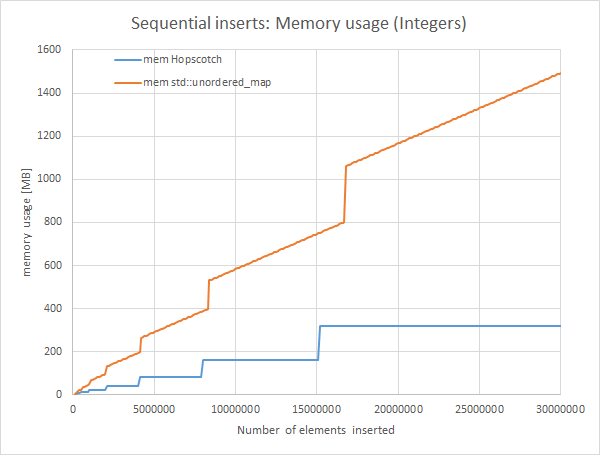 Sequential inserts: Memory usage (Integers)
1600
mem Hopscotch
mem std::unordered_map
1400
1200
1000
800
600
400
200
0
memory usage [MB]
0 5000000 10000000 15000000 20000000 25000000 30000000
Number of elements inserted